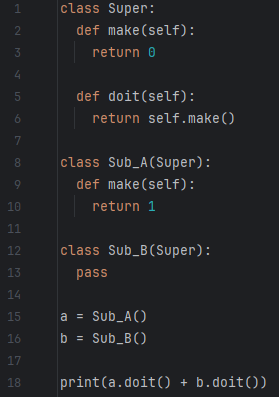 1 class Super:
2   def make(self):
3     return 0
4
5   def doit(self):
6     return self.make()
7
8 class Sub_A(Super):
9   def make(self):
10     return 1
11
12 class Sub_B(Super):
13   pass
14
15 a = Sub_A()
16 b = Sub_B()
17
18 print(a.doit() + b.doit())